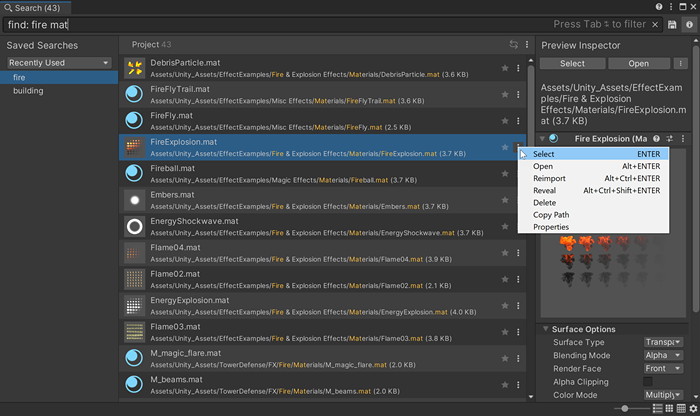 Search (43)
find: fire mat
Press Tab to filter
Saved Searches
Recently Used
fire
building
Project 43
DebrisParticle.mat
Assets/Unity_Assets/EffectExamples/Fire & Explosion Effects/Materials/DebrisParticle.mat (3.6 KB)
FireFlyTrail.mat
Assets/Unity_Assets/EffectExamples/Misc Effects/Materials/FireFlyTrail.mat (3.6 KB)
FireFly.mat
Assets/Unity_Assets/EffectExamples/Misc Effects/Materials/FireFly.mat (2.5 KB)
FireExplosion.mat
Assets/Unity_Assets/EffectExamples/Fire & Explosion Effects/Materials/FireExplosion.mat (3.7 KB)
Fireball.mat
Assets/Unity_Assets/EffectExamples/Magic Effects/Materials/Fireball.mat (3.7 KB)
Embers.mat
Assets/Unity_Assets/EffectExamples/Fire & Explosion Effects/Materials/Embers.mat (3.6 KB)
EnergyShockwave.mat
Assets/Unity_Assets/EffectExamples/Fire & Explosion Effects/Materials/EnergyShockwave.mat (3.7 KB)
Flame04.mat
Assets/Unity_Assets/EffectExamples/Fire & Explosion Effects/Materials/Flame04.mat (3.9 KB)
Flame02.mat
Assets/Unity_Assets/EffectExamples/Fire & Explosion Effects/Materials/Flame02.mat (2.1 KB)
EnergyExplosion.mat
Assets/Unity_Assets/EffectExamples/Fire & Explosion Effects/Materials/EnergyExplosion.mat (4.0 KB)
Flame03.mat
Assets/Unity_Assets/EffectExamples/Fire & Explosion Effects/Materials/Flame03.mat (3.8 KB)
M_magic_flare.mat
Assets/Unity_Assets/TowerDefense/FX/Fire/Materials/M_magic_flare.mat (2.0 KB)
M_beams.mat
Assets/Unity_Assets/TowerDefense/FX/Fire/Materials/M_beams.mat (2.0 KB)
Preview Inspector
Select Open
Assets/Unity_Assets/EffectExam
ples/Fire & Explosion
Effects/Materials/FireExplosion.m
at (3.7 KB)
Fire Explosion (Ma
Select ENTER
Open Alt+ENTER
Reimport Alt+Ctrl+ENTER
Reveal Alt+Ctrl+Shift+ENTER
Delete
Copy Path
Properties
Surface Options
Surface Type Transpa
Blending Mode Alpha
Render Face Front
Alpha Clipping
Color Mode Multiply